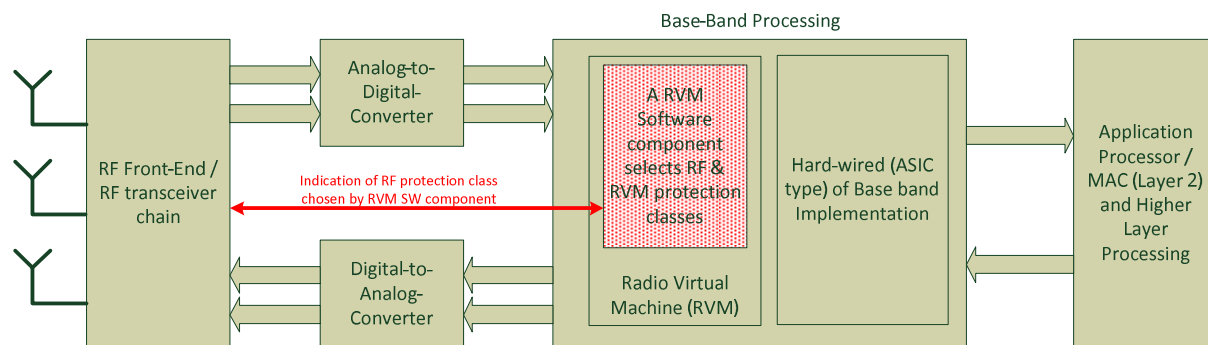 Base-Band Processing
RF Front-End /
RF transceiver
chain
Analog-to-
Digital-
Converter
Indication of RF protection class
chosen by RVM SW component
Digital-to-
Analog-
Converter
A RVM
Software
component
selects RF &
RVM protection
classes
Radio Virtual
Machine (RVM)
Hard-wired (ASIC
type) of Base band
Implementation
Application
Processor /
MAC (Layer 2)
and Higher
Layer
Processing